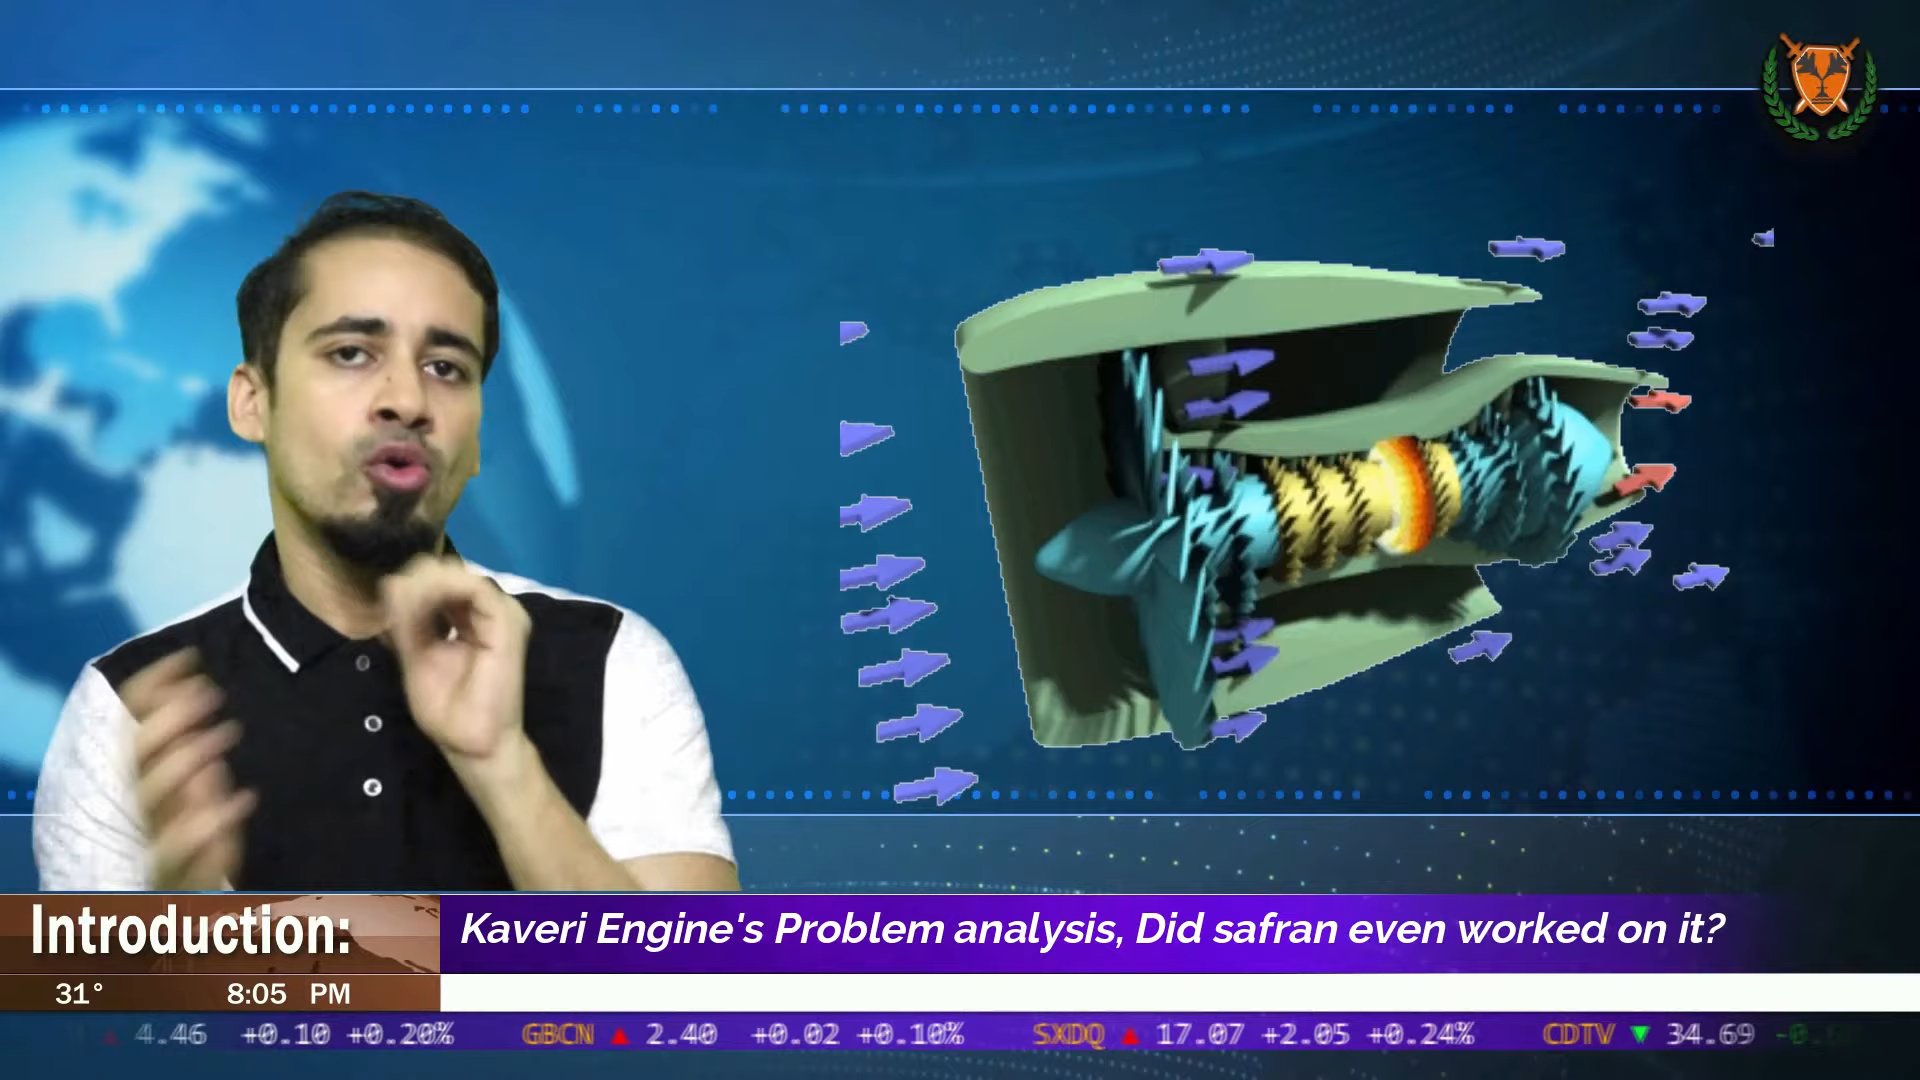 Introduction:
Kaveri Engine's Problem analysis, Did safran even worked on it?
31° 8:05 PM
4.46 +0.10 +0.20% GBCN ▲ 2.40 +0.02 +0.10% SXDQ ▲ 17.07 +2.05 +0.24% CDTV ▼ 34.69